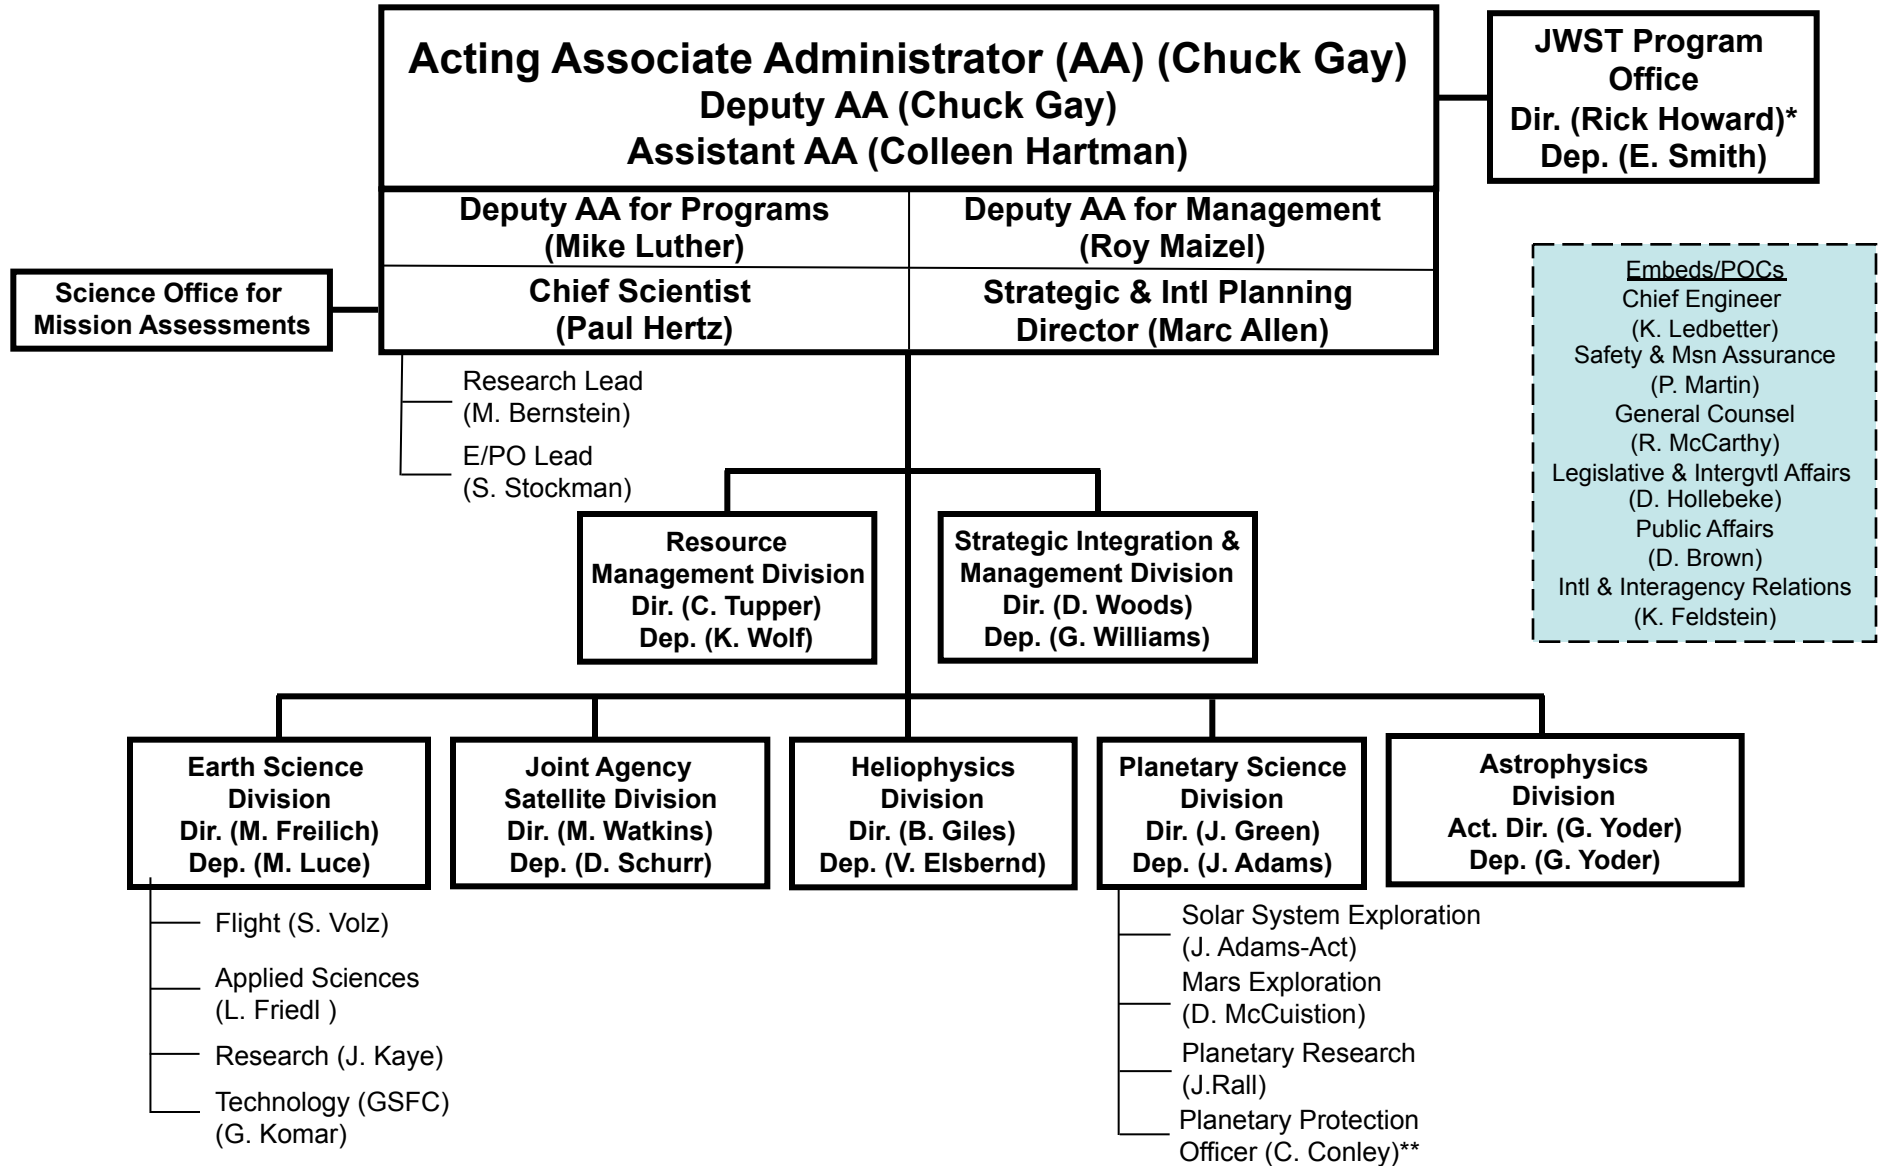 Acting Associate Administrator (AA) (Chuck Gay)
Deputy AA (Chuck Gay)
Assistant AA (Colleen Hartman)
JWST Program
Office
Dir. (Rick Howard)*
Dep. (E. Smith)
Deputy AA for Programs
(Mike Luther)
Deputy AA for Management
(Roy Maizel)
Science Office for
Mission Assessments
Chief Scientist
(Paul Hertz)
Strategic & Intl Planning
Director (Marc Allen)
Embeds/POCs
Chief Engineer
(K. Ledbetter)
Safety & Msn Assurance
(P. Martin)
General Counsel
(R. McCarthy)
Legislative & Intergvtl Affairs
(D. Hollebeke)
Public Affairs
(D. Brown)
Intl & Interagency Relations
(K. Feldstein)
Research Lead
(M. Bernstein)
E/PO Lead
(S. Stockman)
Resource
Management Division
Dir. (C. Tupper)
Dep. (K. Wolf)
Strategic Integration &
Management Division
Dir. (D. Woods)
Dep. (G. Williams)
Earth Science
Division
Dir. (M. Freilich)
Dep. (M. Luce)
Joint Agency
Satellite Division
Dir. (M. Watkins)
Dep. (D. Schurr)
Heliophysics
Division
Dir. (B. Giles)
Dep. (V. Elsbernd)
Planetary Science
Division
Dir. (J. Green)
Dep. (J. Adams)
Astrophysics
Division
Act. Dir. (G. Yoder)
Dep. (G. Yoder)
Flight (S. Volz)
Applied Sciences
(L. Friedl )
Research (J. Kaye)
Technology (GSFC)
(G. Komar)
Solar System Exploration
(J. Adams-Act)
Mars Exploration
(D. McCuistion)
Planetary Research
(J.Rall)
Planetary Protection
Officer (C. Conley)**